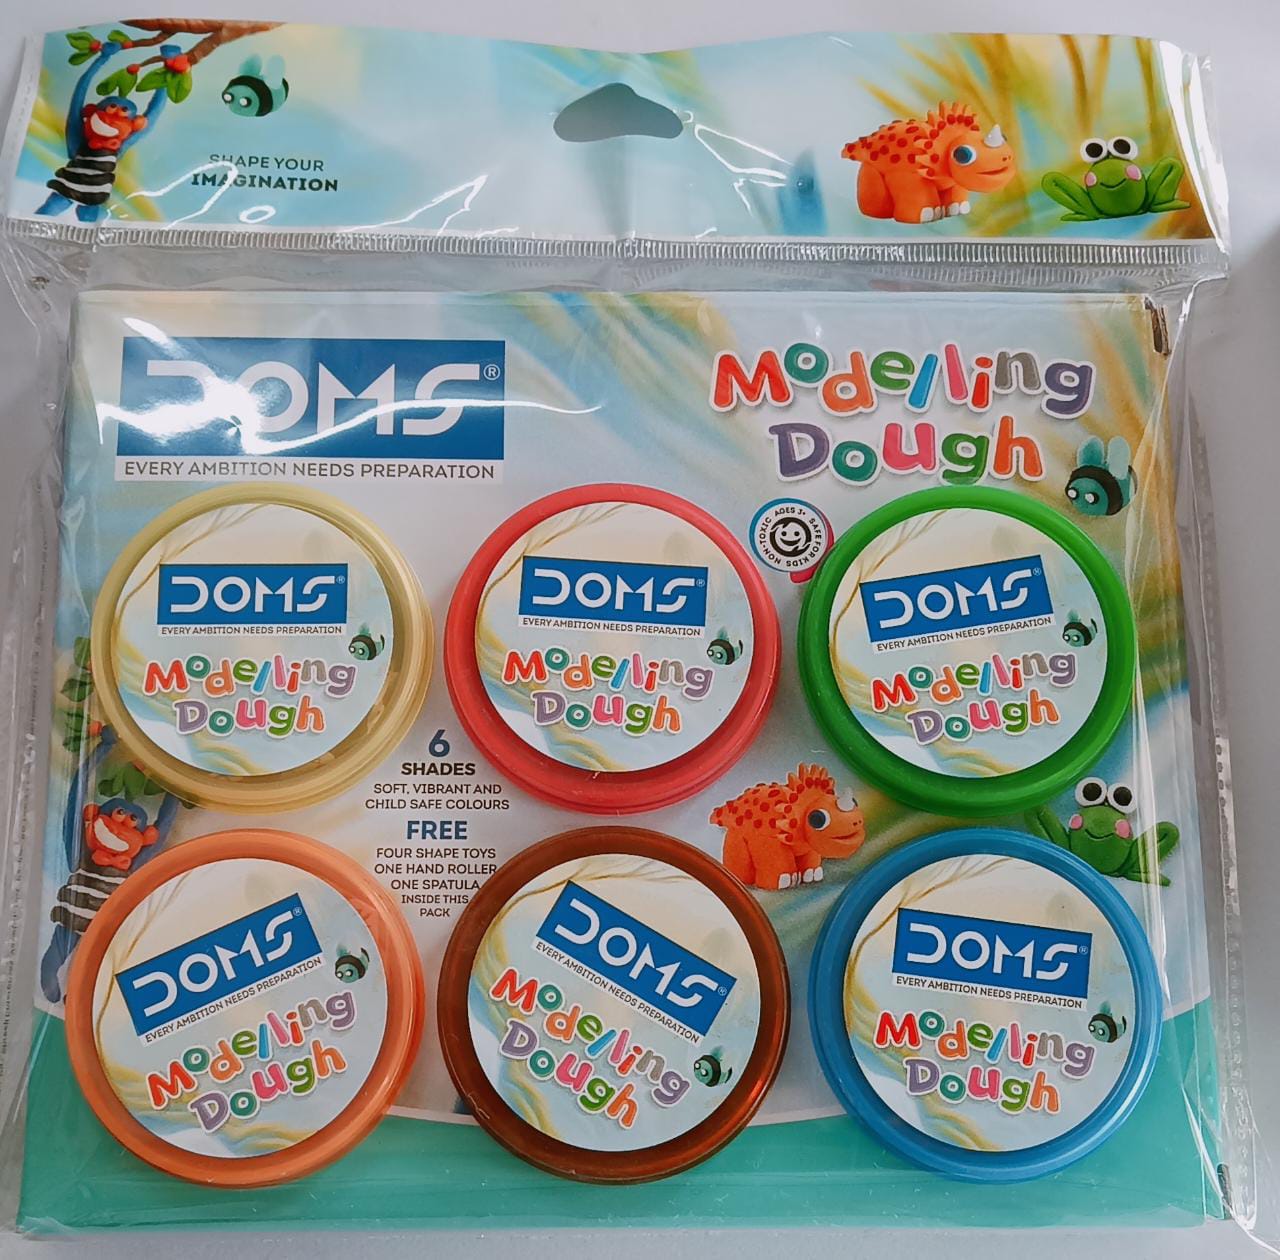 SHAPE YOUR
IMAGINATION
DOMS®
EVERY AMBITION NEEDS PREPARATION
Modelling
Dough
NON-TOXIC AGES 3+ SAFE FOR KIDS
DOMS®
EVERY AMBITION NEEDS PREPARATION
Modelling
Dough
DOMS®
EVERY AMBITION NEEDS PREPARATION
Modelling
Dough
DOMS®
EVERY AMBITION NEEDS PREPARATION
Modelling
Dough
6
SHADES
SOFT, VIBRANT AND
CHILD SAFE COLOURS
FREE
FOUR SHAPE TOYS
ONE HAND ROLLER
ONE SPATULA
INSIDE THIS
PACK
DOMS®
EVERY AMBITION NEEDS PREPARATION
Modelling
Dough
DOMS®
EVERY AMBITION NEEDS PREPARATION
Modelling
Dough
DOMS®
EVERY AMBITION NEEDS PREPARATION
Modelling
Dough